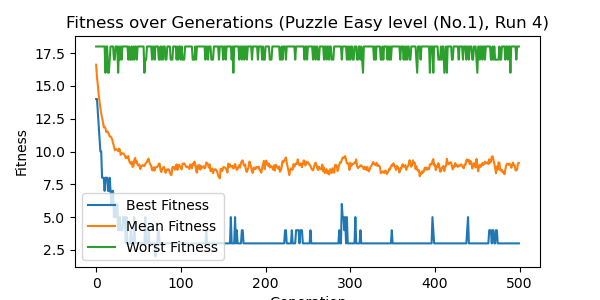 Fitness over Generations (Puzzle Easy level (No.1), Run 4)
Fitness
17.5
15.0
12.5
10.0
7.5
5.0
2.5
Best Fitness
Mean Fitness
Worst Fitness
0
100
200
300
400
500
Generation